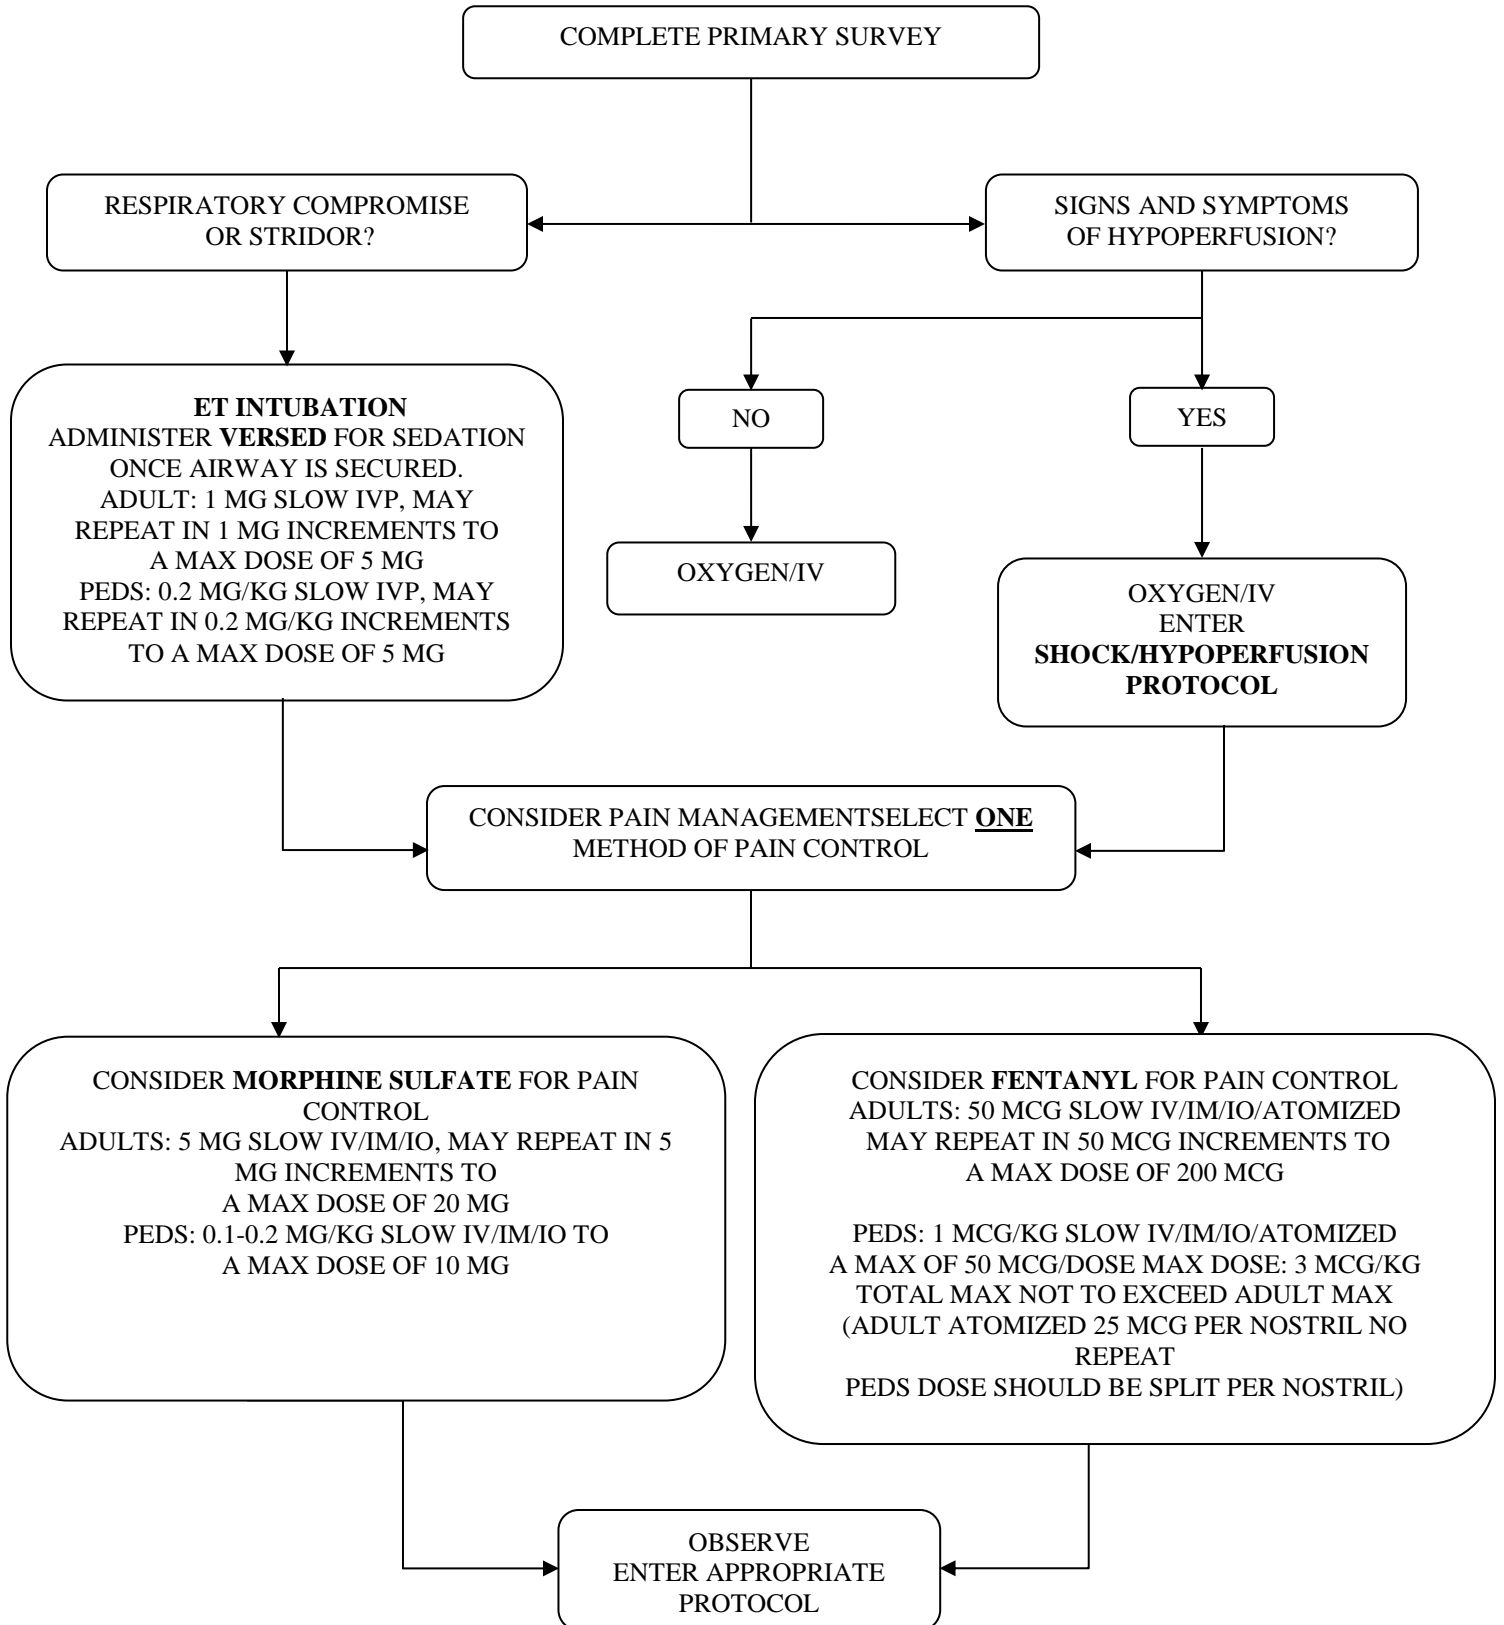 COMPLETE PRIMARY SURVEY
RESPIRATORY COMPROMISE
OR STRIDOR?
SIGNS AND SYMPTOMS
OF HYPOPERFUSION?
ET INTUBATION
ADMINISTER VERSED FOR SEDATION
ONCE AIRWAY IS SECURED.
ADULT: 1 MG SLOW IVP, MAY
REPEAT IN 1 MG INCREMENTS TO
A MAX DOSE OF 5 MG
PEDS: 0.2 MG/KG SLOW IVP, MAY
REPEAT IN 0.2 MG/KG INCREMENTS
TO A MAX DOSE OF 5 MG
NO
YES
OXYGEN/IV
OXYGEN/IV
ENTER
SHOCK/HYPOPERFUSION
PROTOCOL
CONSIDER PAIN MANAGEMENTSELECT ONE
METHOD OF PAIN CONTROL
CONSIDER MORPHINE SULFATE FOR PAIN
CONTROL
ADULTS: 5 MG SLOW IV/IM/IO, MAY REPEAT IN 5
MG INCREMENTS TO
A MAX DOSE OF 20 MG
PEDS: 0.1-0.2 MG/KG SLOW IV/IM/IO TO
A MAX DOSE OF 10 MG
CONSIDER FENTANYL FOR PAIN CONTROL
ADULTS: 50 MCG SLOW IV/IM/IO/ATOMIZED
MAY REPEAT IN 50 MCG INCREMENTS TO
A MAX DOSE OF 200 MCG
PEDS: 1 MCG/KG SLOW IV/IM/IO/ATOMIZED
A MAX OF 50 MCG/DOSE MAX DOSE: 3 MCG/KG
TOTAL MAX NOT TO EXCEED ADULT MAX
(ADULT ATOMIZED 25 MCG PER NOSTRIL NO
REPEAT
PEDS DOSE SHOULD BE SPLIT PER NOSTRIL)
OBSERVE
ENTER APPROPRIATE
PROTOCOL